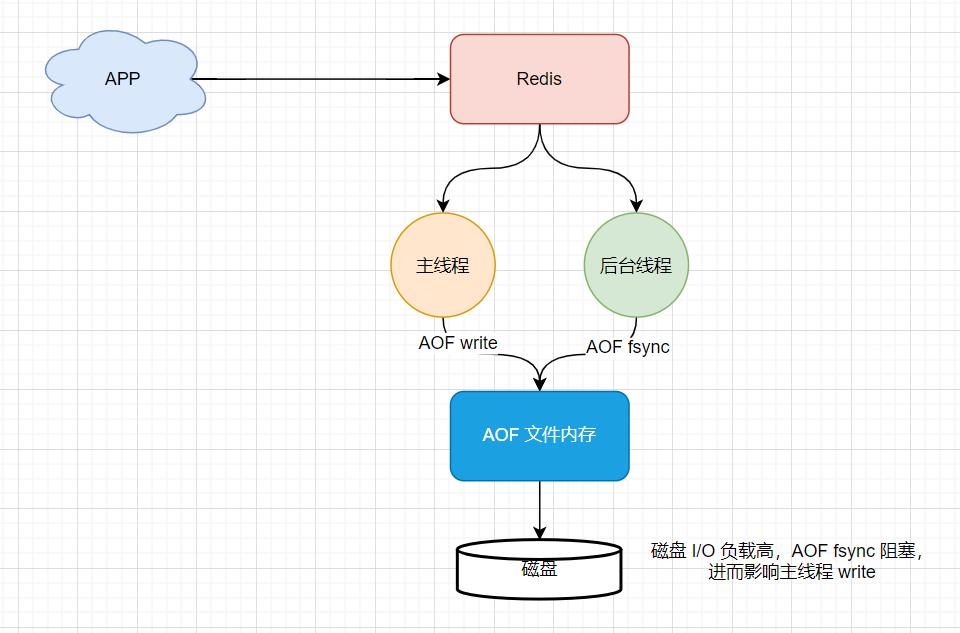 APP
Redis
主线程
后台线程
AOF write
AOF fsync
AOF 文件内存
磁盘
磁盘 I/O 负载高，AOF fsync 阻塞，
进而影响主线程 write